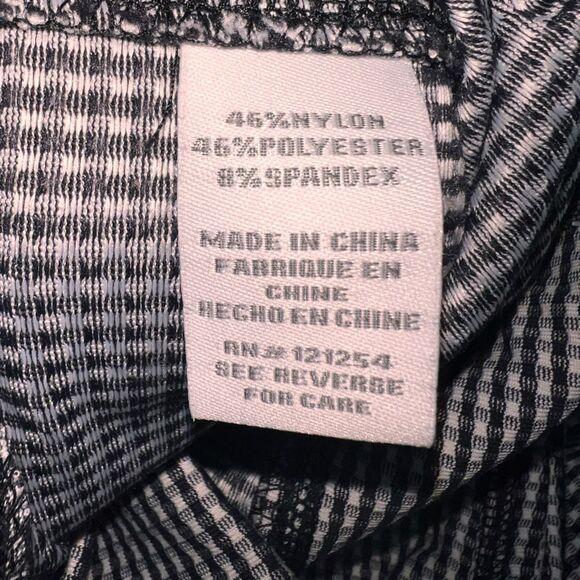 46%NYLON
46%POLYESTER
8%SPANDEX
MADE IN CHINA
FABRIQUE EN
CHINE
HECHO EN CHINE
RN# 121254
SEE REVERSE
FOR CARE